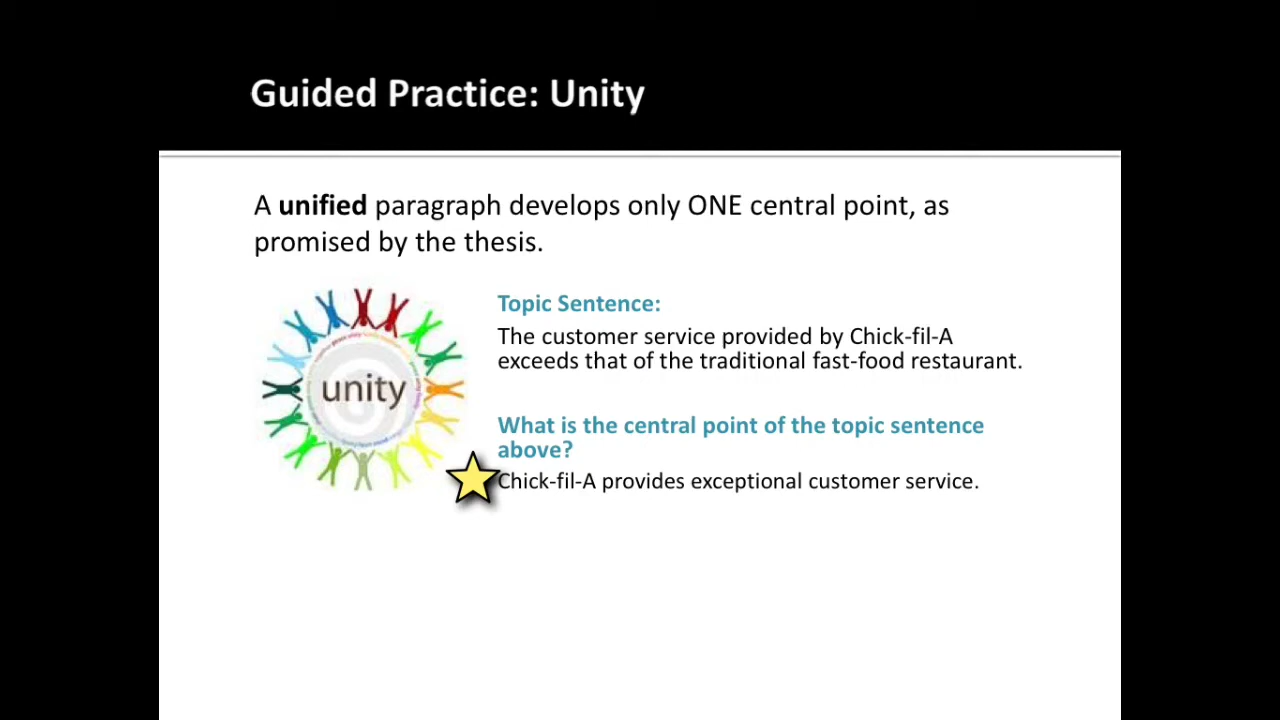 Guided Practice: Unity
A unified paragraph develops only ONE central point, as
promised by the thesis.
unity
Topic Sentence:
The customer service provided by Chick-fil-A
exceeds that of the traditional fast-food restaurant.
What is the central point of the topic sentence
above?
Chick-fil-A provides exceptional customer service.